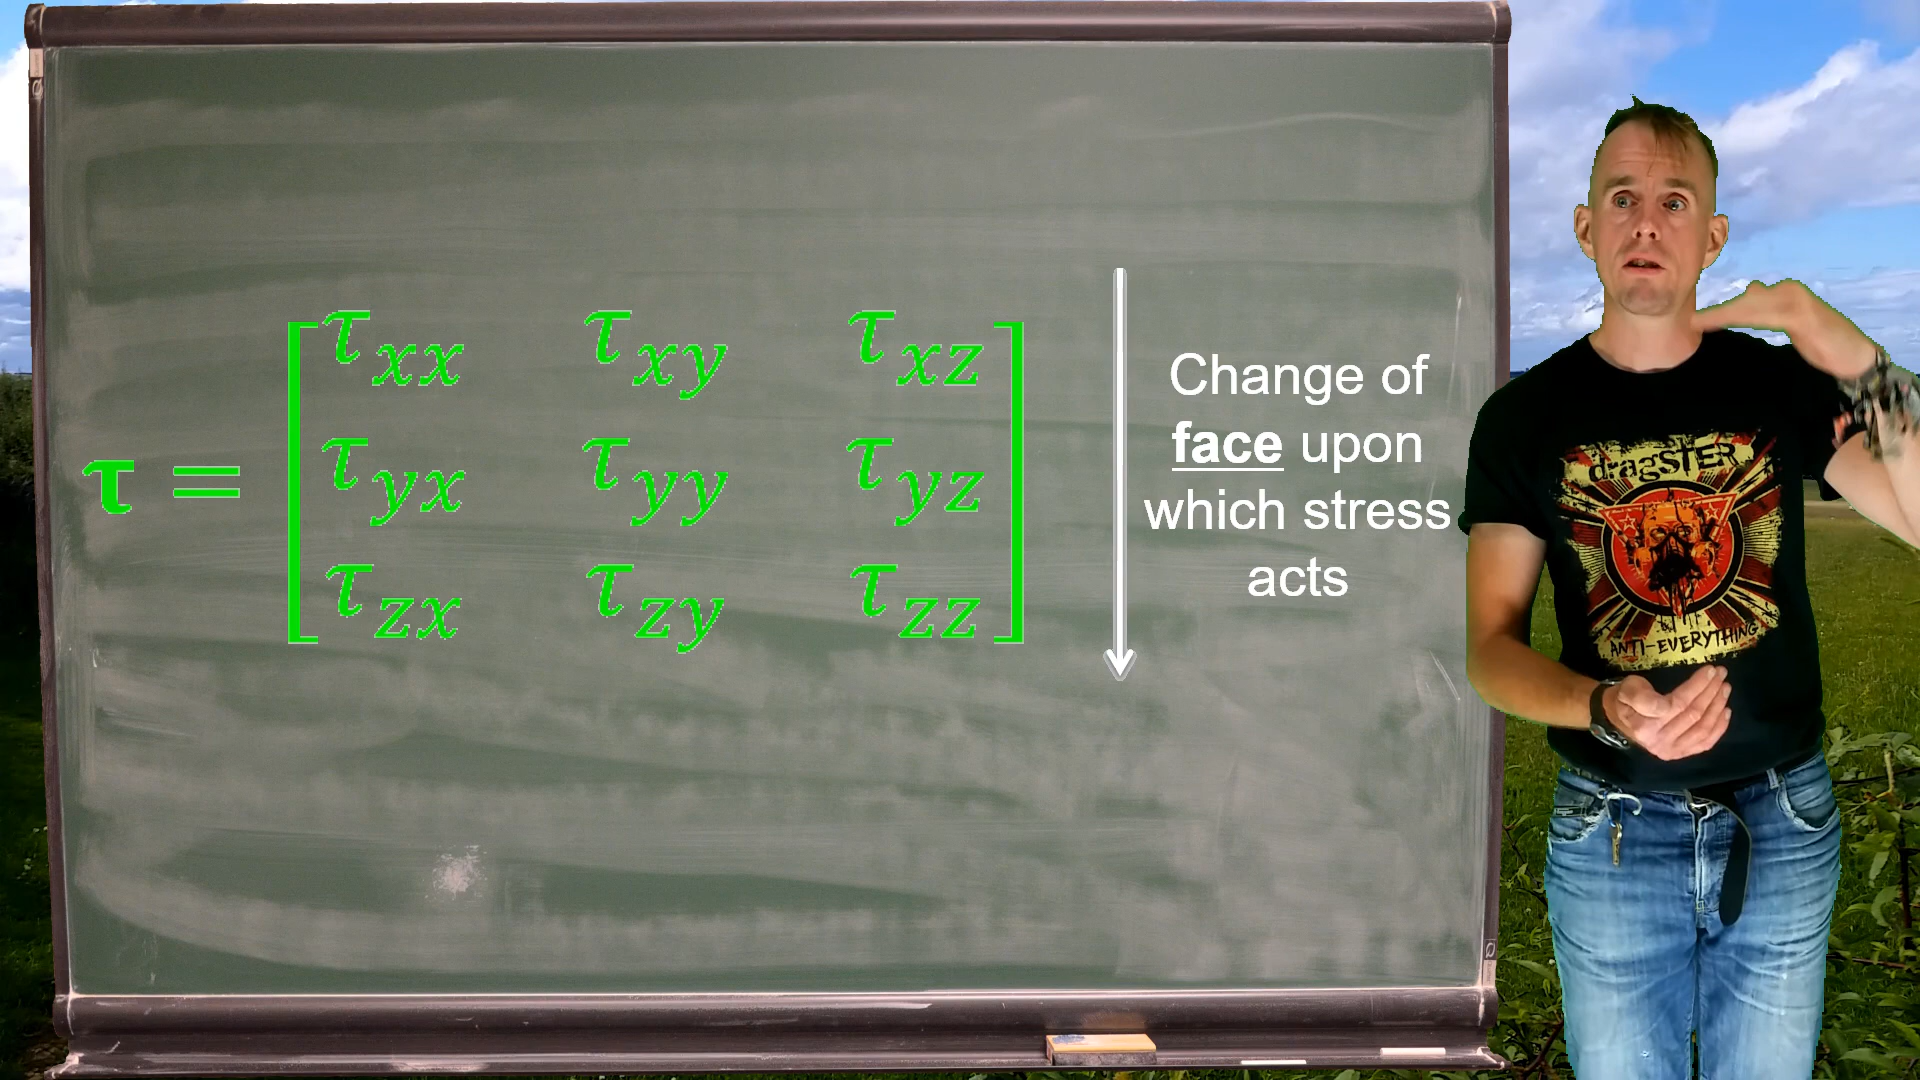 τ = [τxx τxy τxz
τyx τyy τyz
τzx τzy τzz]
Change of
face upon
which stress
acts
dragSTER
ANTI-EVERYTHING